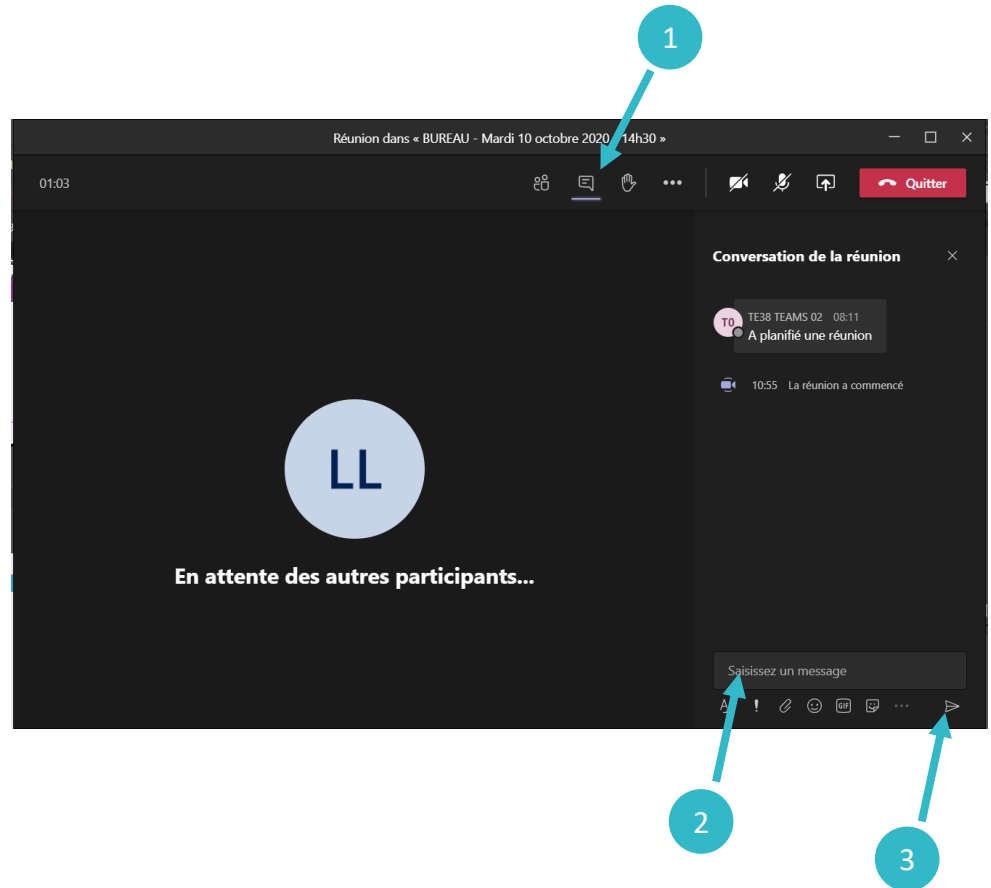 1
Réunion dans « BUREAU - Mardi 10 octobre 2020 14h30 »
01:03
Quitter
Conversation de la réunion
T0
TE38 TEAMS 02 08:11
A planifié une réunion
10:55 La réunion a commencé
LL
En attente des autres participants...
Saisissez un message
A ! GIF
2
3